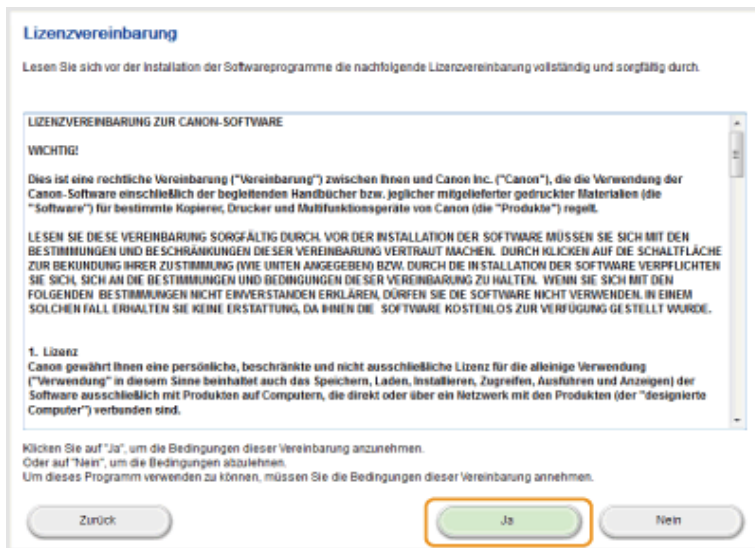 Lizenzvereinbarung
Lesen Sie sich vor der Installation der Softwareprogramme die nachfolgende Lizenzvereinbarung vollständig und sorgfältig durch.
LIZENZVEREINBARUNG ZUR CANON-SOFTWARE
WICHTIG!
Dies ist eine rechtliche Vereinbarung ("Vereinbarung") zwischen Ihnen und Canon Inc. ("Canon"), die die Verwendung der
Canon-Software einschließlich der begleitenden Handbücher bzw. jeglicher mitgelieferter gedruckter Materialien (die
"Software") für bestimmte Kopierer, Drucker und Multifunktionsgeräte von Canon (die "Produkte") regelt.
LESEN SIE DIESE VEREINBARUNG SORGFÄLTIG DURCH. VOR DER INSTALLATION DER SOFTWARE MÜSSEN SIE SICH MIT DEN
BESTIMMUNGEN UND BESCHRÄNKUNGEN DIESER VEREINBARUNG VERTRAUT MACHEN. DURCH KLICKEN AUF DIE SCHALTFLÄCHE
ZUR BEKUNDUNG IHRER ZUSTIMMUNG (WIE UNTEN ANGEGEBEN) BZW. DURCH DIE INSTALLATION DER SOFTWARE VERPFLICHTEN
SIE SICH, SICH AN DIE BESTIMMUNGEN UND BEDINGUNGEN DIESER VEREINBARUNG ZU HALTEN. WENN SIE SICH MIT DEN
FOLGENDEN BESTIMMUNGEN NICHT EINVERSTANDEN ERKLÄREN, DÜRFEN SIE DIE SOFTWARE NICHT VERWENDEN. IN EINEM
SOLCHEN FALL ERHALTEN SIE KEINE ERSTATTUNG, DA IHNEN DIE SOFTWARE KOSTENLOS ZUR VERFÜGUNG GESTELLT WURDE.
1. Lizenz
Canon gewährt Ihnen eine persönliche, beschränkte und nicht ausschließliche Lizenz für die alleinige Verwendung
("Verwendung" in diesem Sinne beinhaltet auch das Speichern, Laden, Installieren, Zugreifen, Ausführen und Anzeigen) der
Software ausschließlich mit Produkten auf Computern, die direkt oder über ein Netzwerk mit den Produkten (der "designierte
Computer") verbunden sind.
Klicken Sie auf "Ja", um die Bedingungen dieser Vereinbarung anzunehmen.
Oder auf "Nein", um die Bedingungen abzulehnen.
Um dieses Programm verwenden zu können, müssen Sie die Bedingungen dieser Vereinbarung annehmen.
Zurück Ja Nein